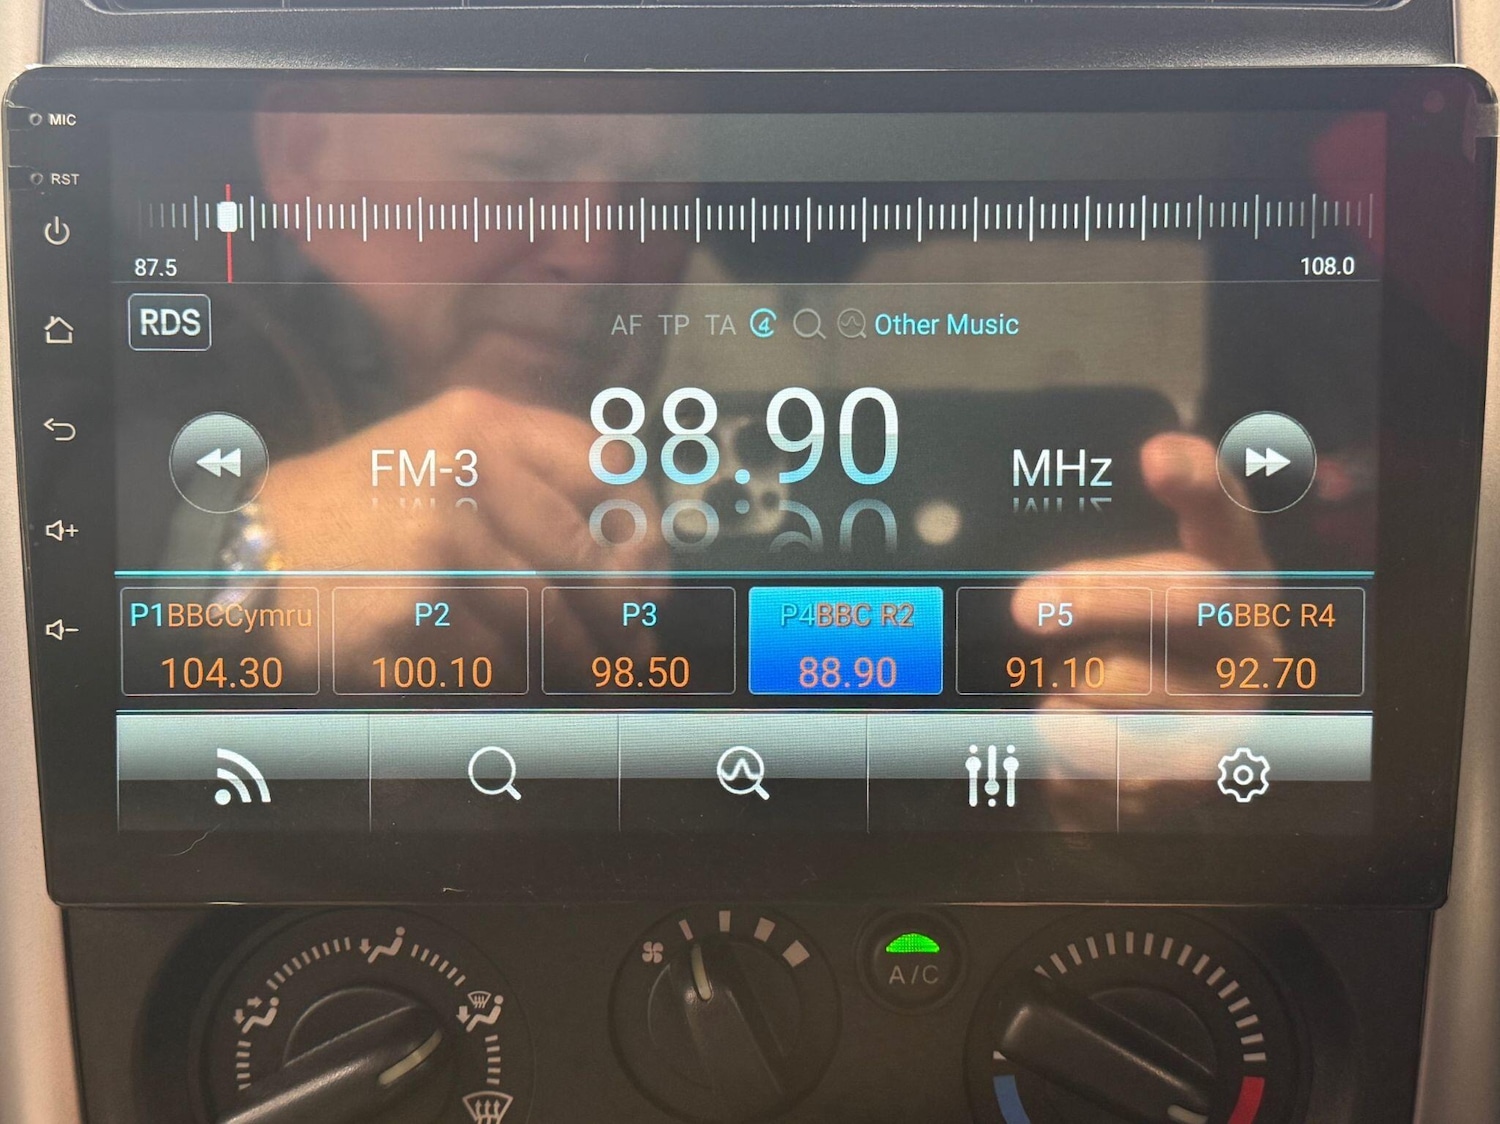 MIC
RST
87.5
108.0
RDS
AF TP TA 4 Other Music
FM-3 88.90 MHz
P1BBCCymru P2 P3 P4BBC R2 P5 P6BBC R4
104.30 100.10 98.50 88.90 91.10 92.70
A/C